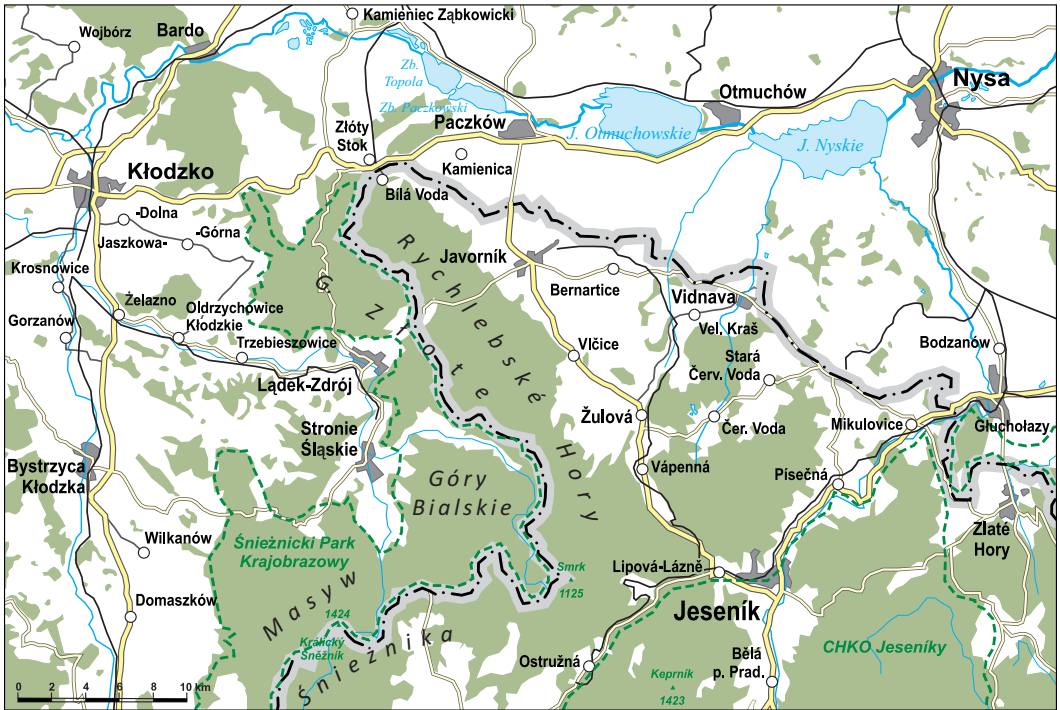 Wojbórz
Bardo
Kamieniec Ząbkowicki
Zb.
Topola
Zb. Paczkowski
Otmuchów
Nysa
Paczków
J. Otmuchowskie
J. Nyskie
Złóty
Stok
Kamienica
Kłodzko
Bílá Voda
-Dolna
Jaszkowa-
-Górna
Krosnowice
Javorník
Bernartice
Vidnava
Vel. Kraš
Żelazno
Oldrzychowice
Kłodzkie
Gorzanów
Trzebieszowice
Lądek-Zdrój
Vlčice
Stará
Červ. Voda
Bodzanów
Rychlebské
Hory
G. Złote
Stronie
Śląskie
Žulová
Čer. Voda
Mikulovice
Głuchołazy
Bystrzyca
Kłodzka
Góry
Bialskie
Vápenná
Písečná
Zlaté
Hory
Wilkanów
Śnieżnicki Park
Krajobrazowy
Smrk
1125
Lipová-Lázně
Jeseník
Domaszków
Masyw
Śnieżnika
1424
Králický
Sněžník
Ostružná
Keprník
1423
Bělá
p. Prad.
CHKO Jeseníky
0 2 4 6 8 10 km